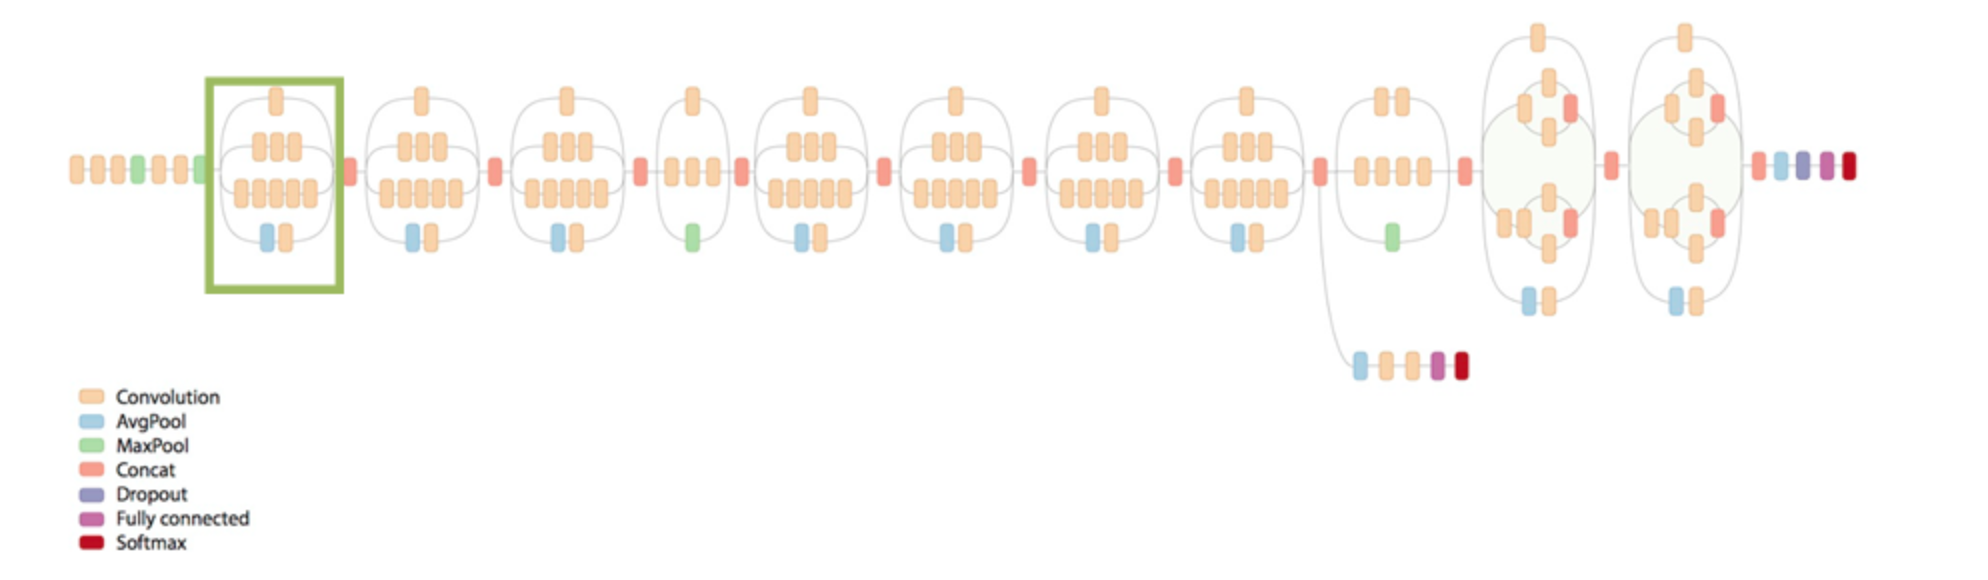 Convolution
AvgPool
MaxPool
Concat
Dropout
Fully connected
Softmax